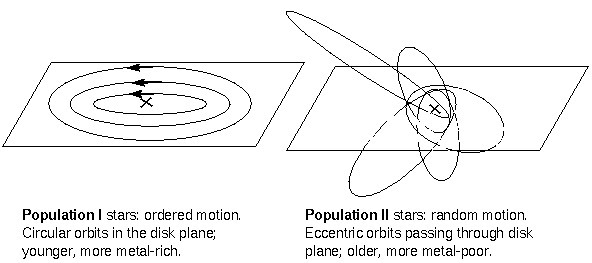 Population I stars: ordered motion.
Circular orbits in the disk plane;
younger, more metal-rich.
Population II stars: random motion.
Eccentric orbits passing through disk
plane; older, more metal-poor.